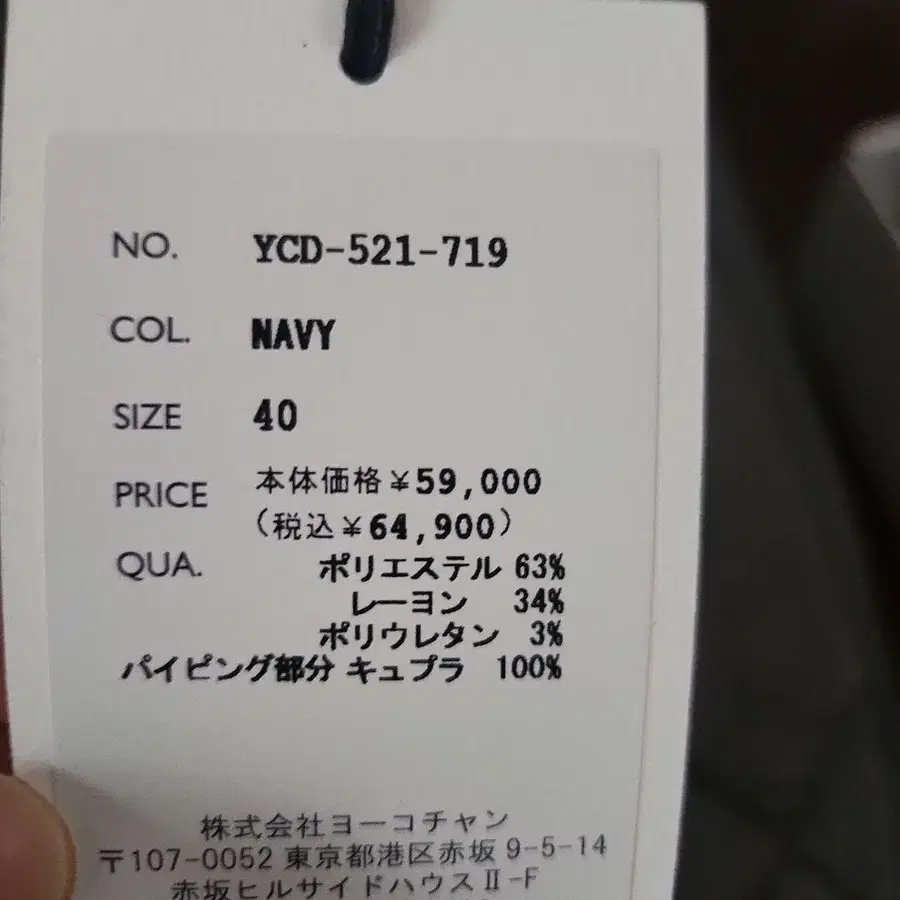 NO. YCD-521-719
COL. NAVY
SIZE 40
PRICE 本体価格¥59,000
(税込¥64,900)
QUA. ポリエステル 63%
レーヨン 34%
ポリウレタン 3%
パイピング部分 キュプラ 100%
株式会社ヨーコチャン
〒107-0052 東京都港区赤坂 9-5-14
赤坂ヒルサイドハウスⅡ-F